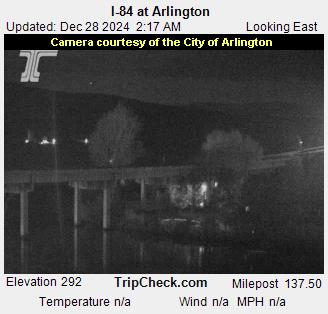 I-84 at Arlington
Updated: Dec 28 2024 2:17 AM Looking East
Camera courtesy of the City of Arlington
Elevation 292 TripCheck.com Milepost 137.50
Temperature n/a Wind n/a MPH n/a